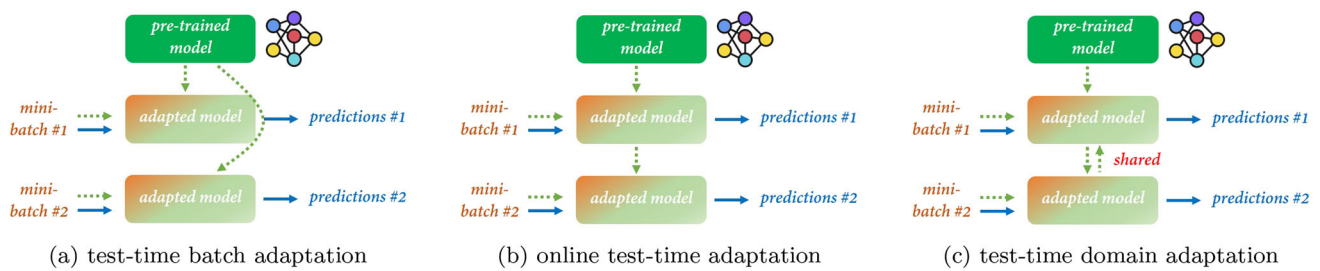 pre-trained
model
mini-
batch #1
adapted model
predictions #1
mini-
batch #2
adapted model
predictions #2
(a) test-time batch adaptation
pre-trained
model
mini-
batch #1
adapted model
predictions #1
mini-
batch #2
adapted model
predictions #2
(b) online test-time adaptation
pre-trained
model
mini-
batch #1
adapted model
predictions #1
shared
mini-
batch #2
adapted model
predictions #2
(c) test-time domain adaptation